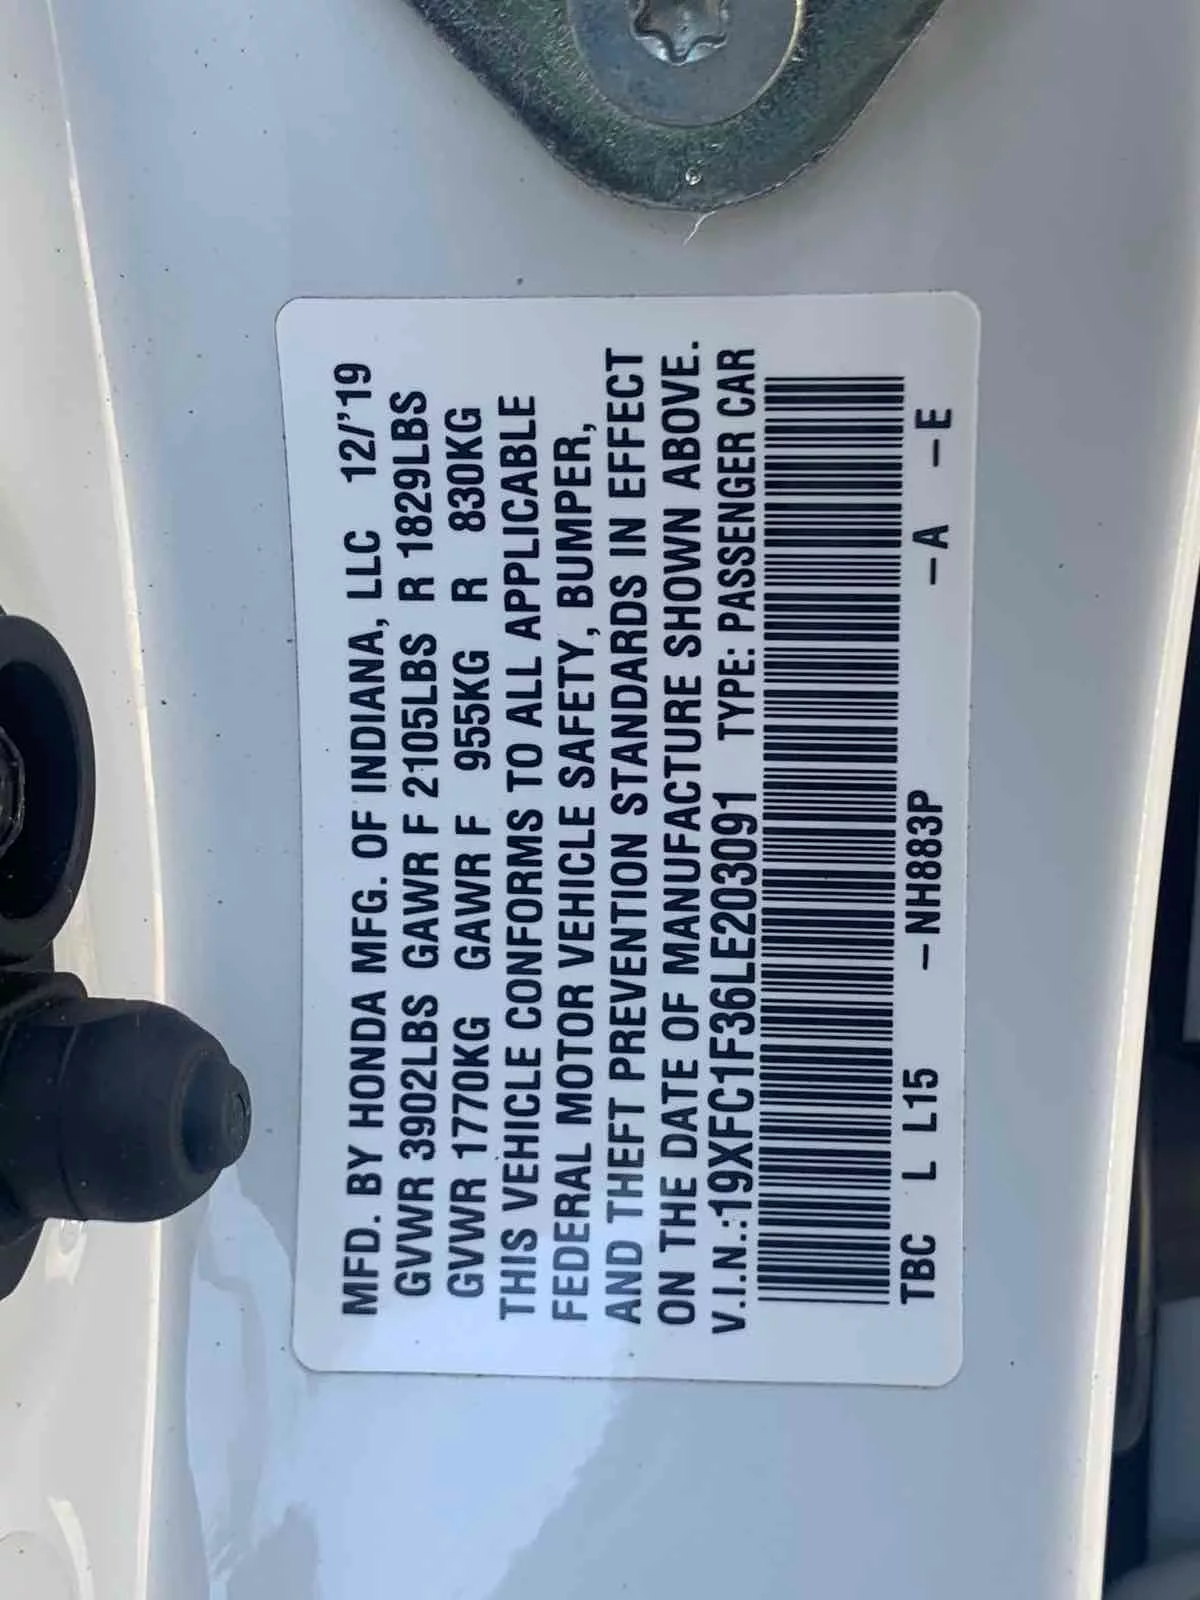 MFD. BY HONDA MFG. OF INDIANA, LLC 12/'19
GVWR 3902LBS GAWR F 2105LBS R 1829LBS
GVWR 1770KG GAWR F 955KG R 830KG
THIS VEHICLE CONFORMS TO ALL APPLICABLE
FEDERAL MOTOR VEHICLE SAFETY, BUMPER,
AND THEFT PREVENTION STANDARDS IN EFFECT
ON THE DATE OF MANUFACTURE SHOWN ABOVE.
V.I.N.:19XFC1F36LE203091 TYPE: PASSENGER CAR
TBC L L15 –NH883P –A –E